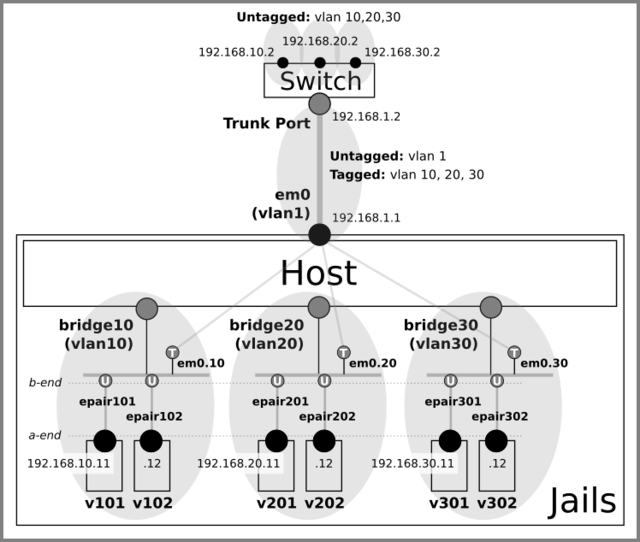 Untagged: vlan 10,20,30
192.168.20.2
192.168.10.2
192.168.30.2
Switch
192.168.1.2
Trunk Port
Untagged: vlan 1
Tagged: vlan 10, 20, 30
em0
(vlan1)
192.168.1.1
Host
bridge10
(vlan10)
T
em0.10
bridge20
(vlan20)
T
em0.20
bridge30
(vlan30)
T
em0.30
b-end
U
U
U
U
U
U
epair101
epair102
epair201
epair202
epair301
epair302
a-end
192.168.10.11
.12
192.168.20.11
.12
192.168.30.11
.12
v101
v102
v201
v202
v301
v302
Jails